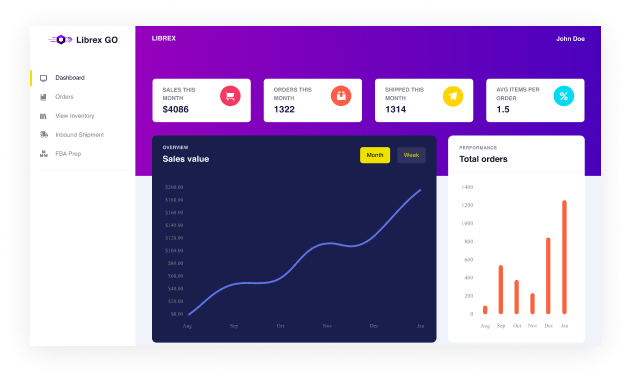 Librex GO
LIBREX
John Doe
Dashboard
Orders
View Inventory
Inbound Shipment
FBA Prep
SALES THIS
MONTH
$4086
ORDERS THIS
MONTH
1322
SHIPPED THIS
MONTH
1314
AVG ITEMS PER
ORDER
1.5
OVERVIEW
Sales value
Month
Week
$200.00
$180.00
$160.00
$140.00
$120.00
$100.00
$80.00
$60.00
$40.00
$20.00
$0.00
Aug Sep Oct Nov Dec Jan
PERFORMANCE
Total orders
1400
1200
1000
800
600
400
200
0
Aug Sep Oct Nov Dec Jan